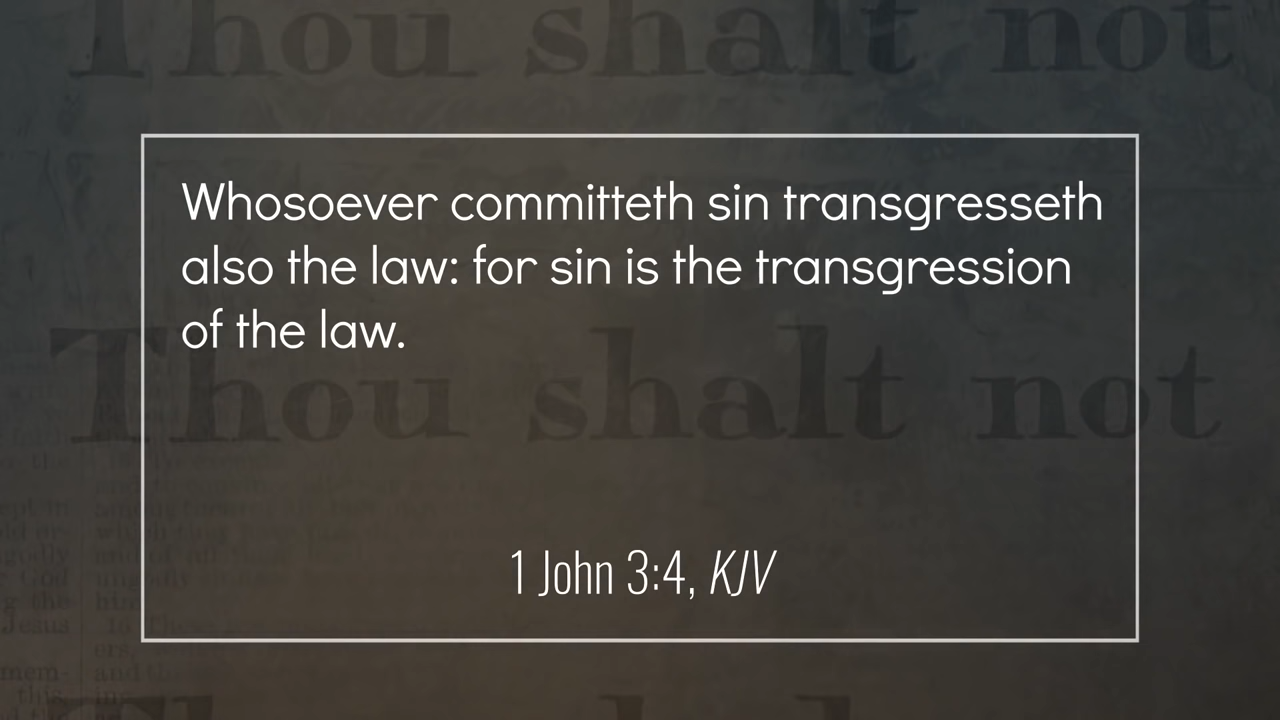 Thou shalt not
Whosoever committeth sin transgresseth
also the law: for sin is the transgression
of the law.
Thou shalt not
1 John 3:4, KJV